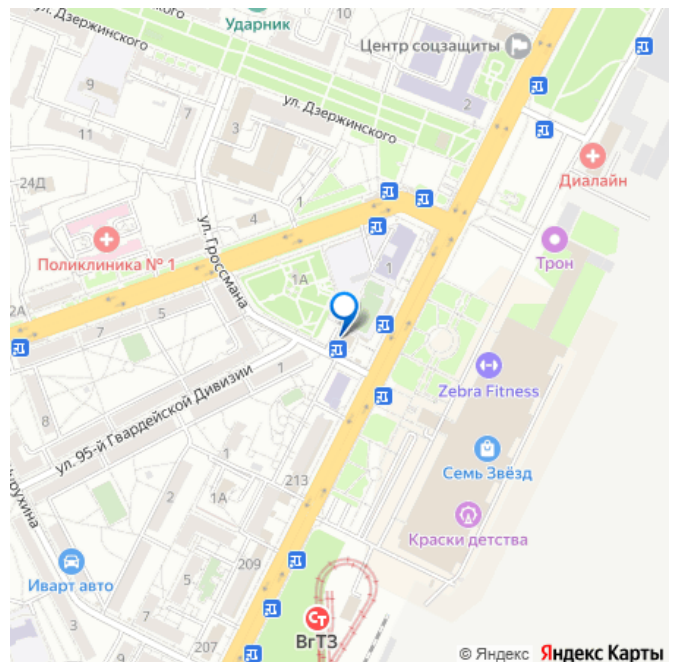 Ударник
10
ул. Дзержинского
Центр соцзащиты
9
7
2
3
ул. Дзержинского
11
24Д
Диалайн
1
4
ул. Гроссмана
Поликлиника № 1
1
Трон
1А
2А
5
7
1
Zebra Fitness
ул. 95-й Гвардейской Дивизии
8
Семь Звёзд
213
2
1А
Краски детства
209
Иварт авто
5
7
3
ВгТЗ
207
© Яндекс Яндекс Карты